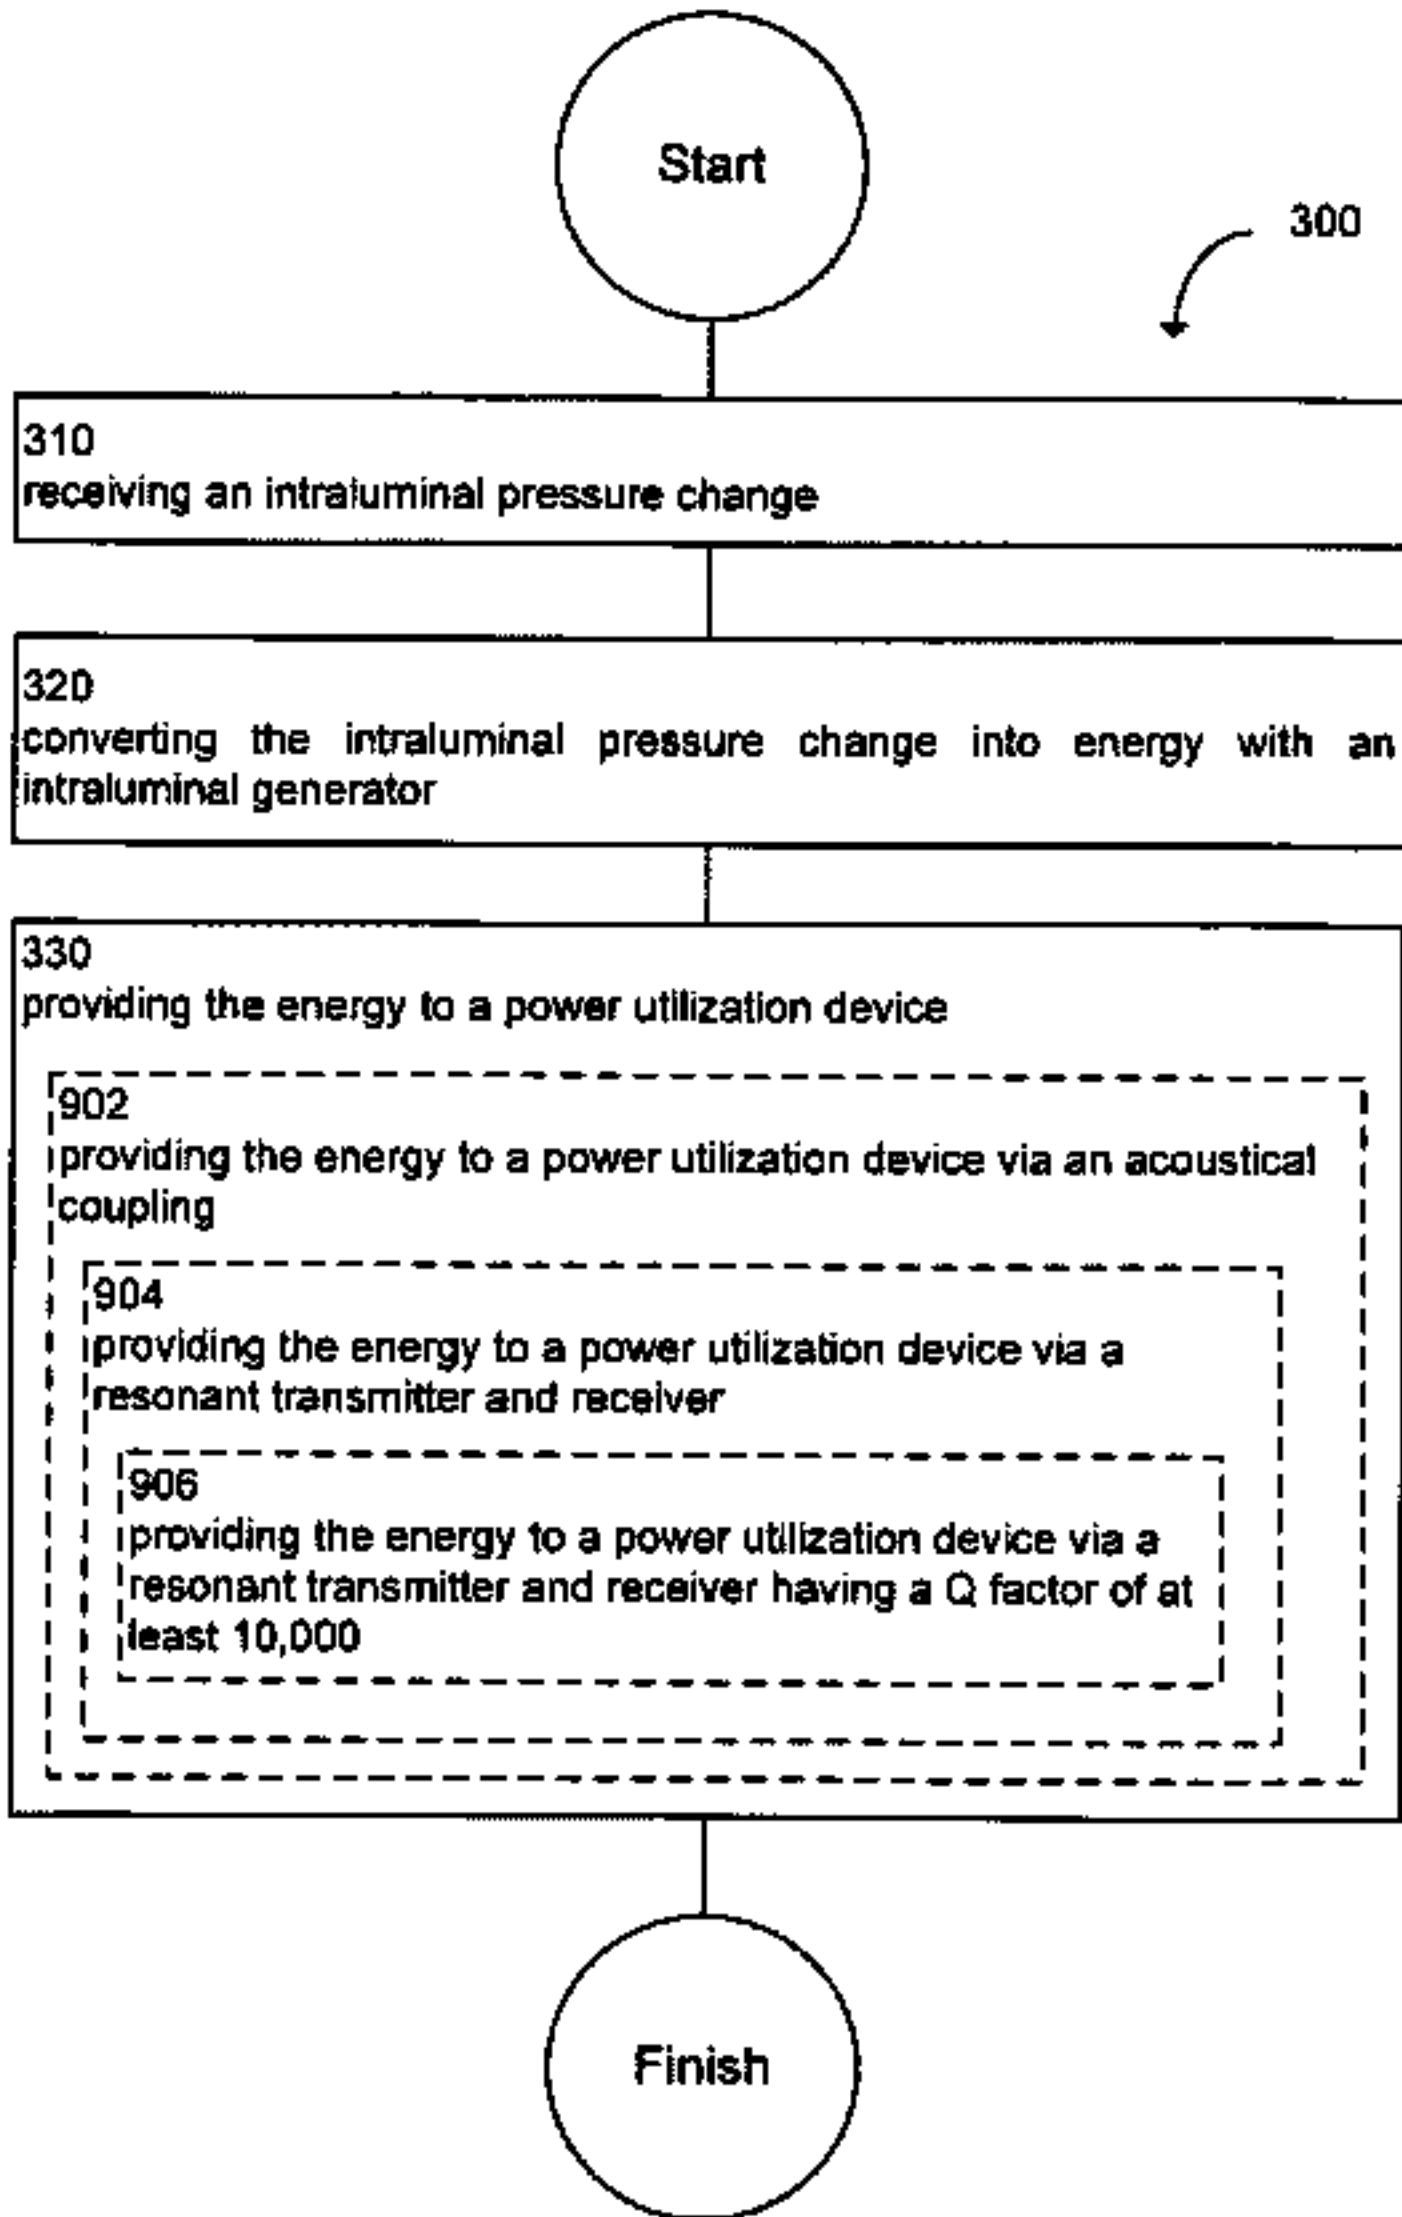 Start
300
310
receiving an intraluminal pressure change
320
converting the intraluminal pressure change into energy with an
intraluminal generator
330
providing the energy to a power utilization device
902
providing the energy to a power utilization device via an acoustical
coupling
904
providing the energy to a power utilization device via a
resonant transmitter and receiver
906
providing the energy to a power utilization device via a
resonant transmitter and receiver having a Q factor of at
least 10,000
Finish